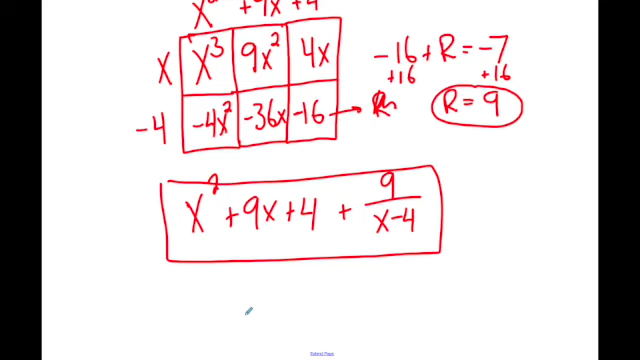 x² + 9x + 4
x x³ 9x² 4x
-16 + R = -7
+16 +16
-4 -4x² -36x -16 →
R = 9
x² + 9x + 4 + 9/(x-4)